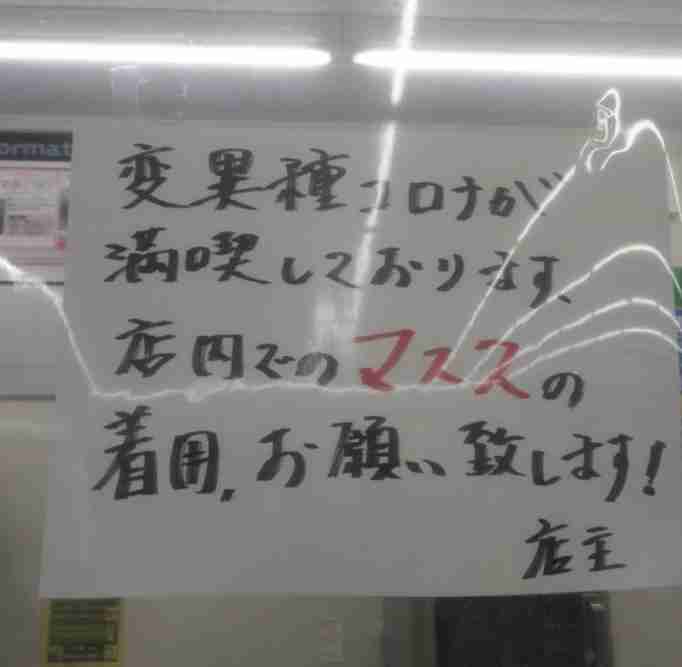 ormat
変異種コロナが
満喫しております、
店内でのマススの
着用、お願い致します!
店主